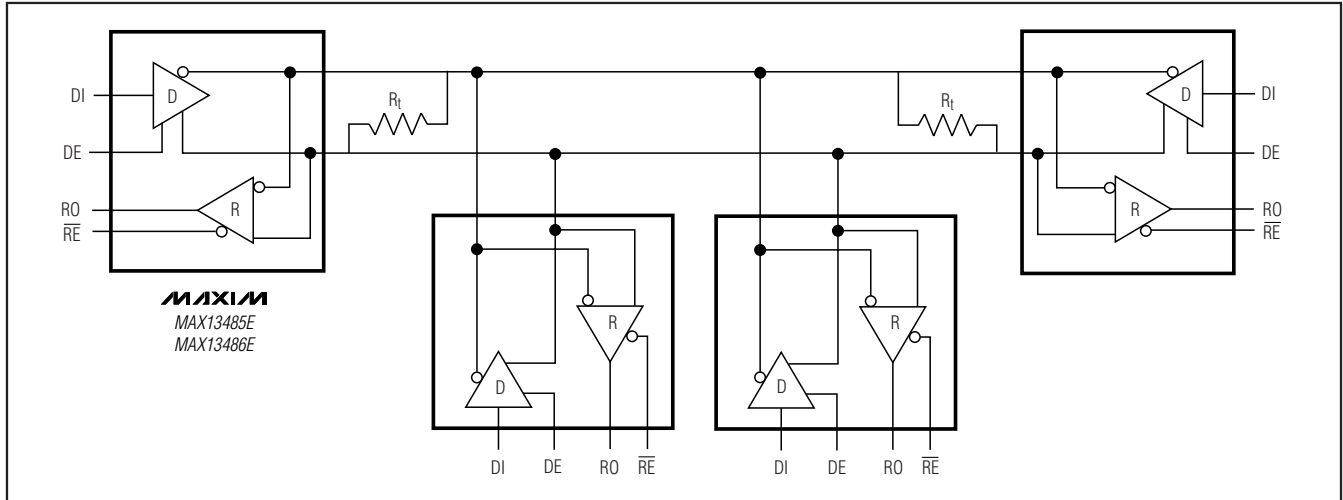 DI
D
Rt
Rt
D
DI
DE
DE
RO
R
R
RO
RE
RE
MAXIM
MAX13485E
MAX13486E
R
R
D
D
DI DE RO RE
DI DE RO RE